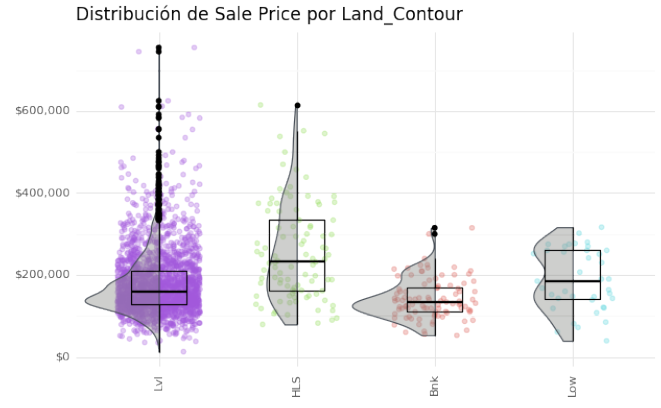 Distribución de Sale Price por Land_Contour
$600,000
$400,000
$200,000
$0
Lvl
HLS
Bnk
Low